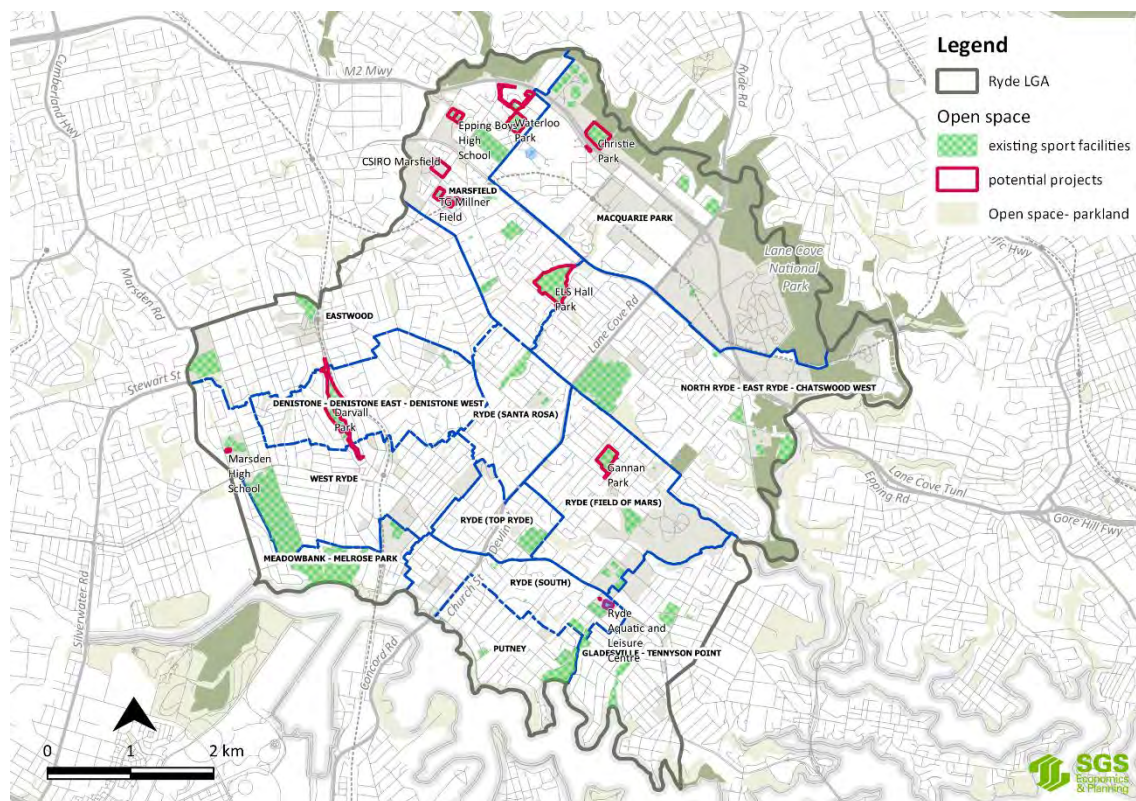 Legend
Ryde LGA
Open space
existing sport facilities
potential projects
Open space- parkland
Cumberland Hwy
M2 Mwy
Ryde Rd
Epping Boys
High
School
Waterloo
Park
Christie
Park
CSIRO Marsfield
MARSFIELD
TG Millner
Field
MACQUARIE PARK
Lane Cove
National
Park
ific Hwy
Marsden Rd
ELS Hall
Park
Lane Cove Rd
EASTWOOD
Stewart St
NORTH RYDE - EAST RYDE - CHATSWOOD WEST
DENISTONE - DENISTONE EAST - DENISTONE WEST
Darvall
Park
RYDE (SANTA ROSA)
Marsden
High
School
WEST RYDE
Gannan
Park
Lane Cove Tunl
Epping Rd
RYDE (FIELD OF MARS)
Gore Hill Fwy
RYDE (TOP RYDE)
Devlin
MEADOWBANK - MELROSE PARK
RYDE (SOUTH)
Church St
Silverwater Rd
Ryde
Aquatic and
Leisure
Centre
Concord Rd
PUTNEY
GLADESVILLE - TENNYSON POINT
0 1 2 km
SGS
Economics
& Planning